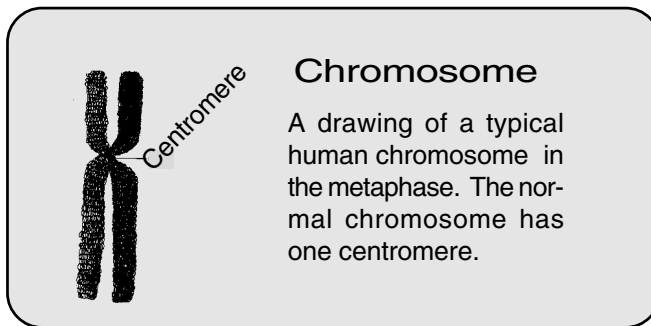 Centromere
Chromosome
A drawing of a typical
human chromosome in
the metaphase. The nor-
mal chromosome has
one centromere.